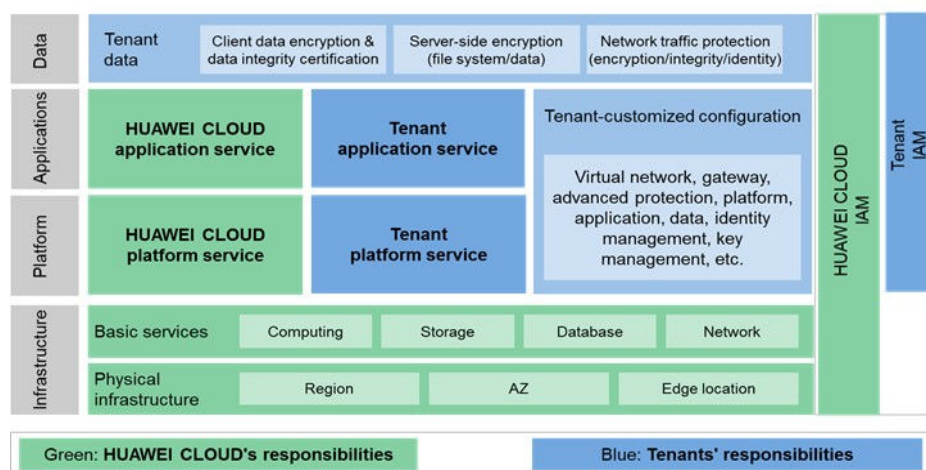 Data
Tenant
data
Client data encryption &
data integrity certification
Server-side encryption
(file system/data)
Network traffic protection
(encryption/integrity/identity)
Applications
HUAWEI CLOUD
application service
Tenant
application service
Tenant-customized configuration
Virtual network, gateway,
advanced protection, platform,
application, data, identity
management, key
management, etc.
Platform
HUAWEI CLOUD
platform service
Tenant
platform service
HUAWEI CLOUD
IAM
Tenant
IAM
Infrastructure
Basic services
Computing
Storage
Database
Network
Physical
infrastructure
Region
AZ
Edge location
Green: HUAWEI CLOUD's responsibilities
Blue: Tenants' responsibilities